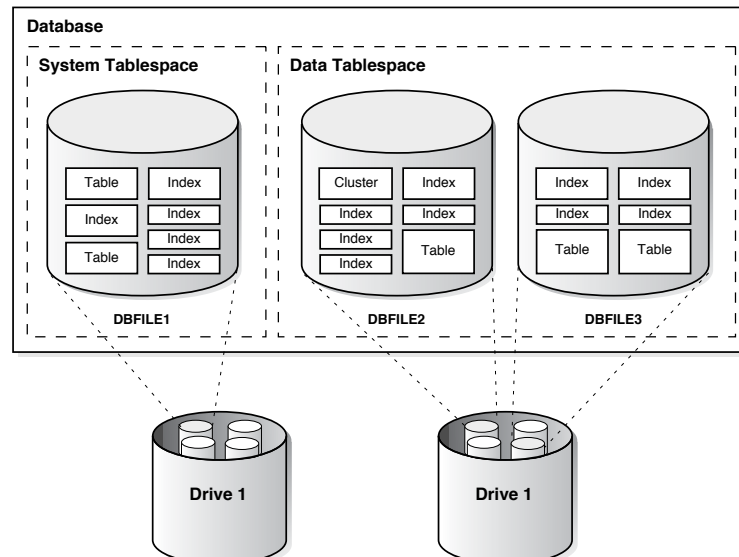 Database
System Tablespace
Data Tablespace
Table
Index
Index
Index
Index
Table
Index
DBFILE1
Cluster
Index
Index
Index
Index
Table
Index
DBFILE2
Index
Index
Index
Index
Table
Table
DBFILE3
Drive 1
Drive 1